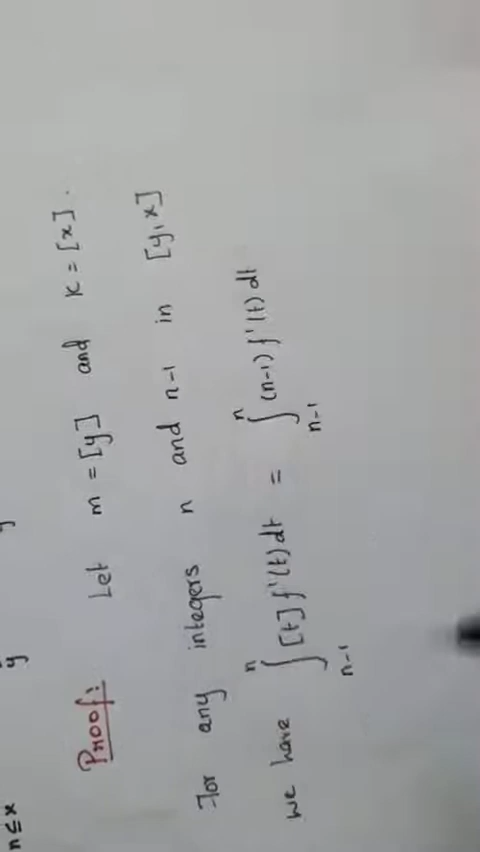 n≤x y y
Proof: Let m = [y] and k = [x].
For any integers n and n-1 in [y,x]
we have ∫_{n-1}^{n} [t] f'(t) dt = ∫_{n-1}^{n} (n-1) f'(t) dt